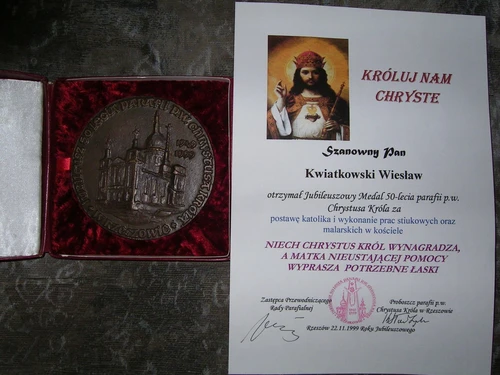 1949
1999
KRÓLUJ NAM
CHRYSTE
Szanowny Pan
Kwiatkowski Wiesław
otrzymał Jubileuszowy Medal 50-lecia parafii p.w.
Chrystusa Króla za
postawę katolika i wykonanie prac stiukowych oraz
malarskich w kościele
NIECH CHRYSTUS KRÓL WYNAGRADZA,
A MATKA NIEUSTAJĄCEJ POMOCY
WYPRASZA POTRZEBNE ŁASKI
Zastępca Przewodniczącego
Rady Parafialnej
Proboszcz parafii p.w.
Chrystusa Króla w Rzeszowie
Rzeszów 22.11.1999 Roku Jubileuszowego